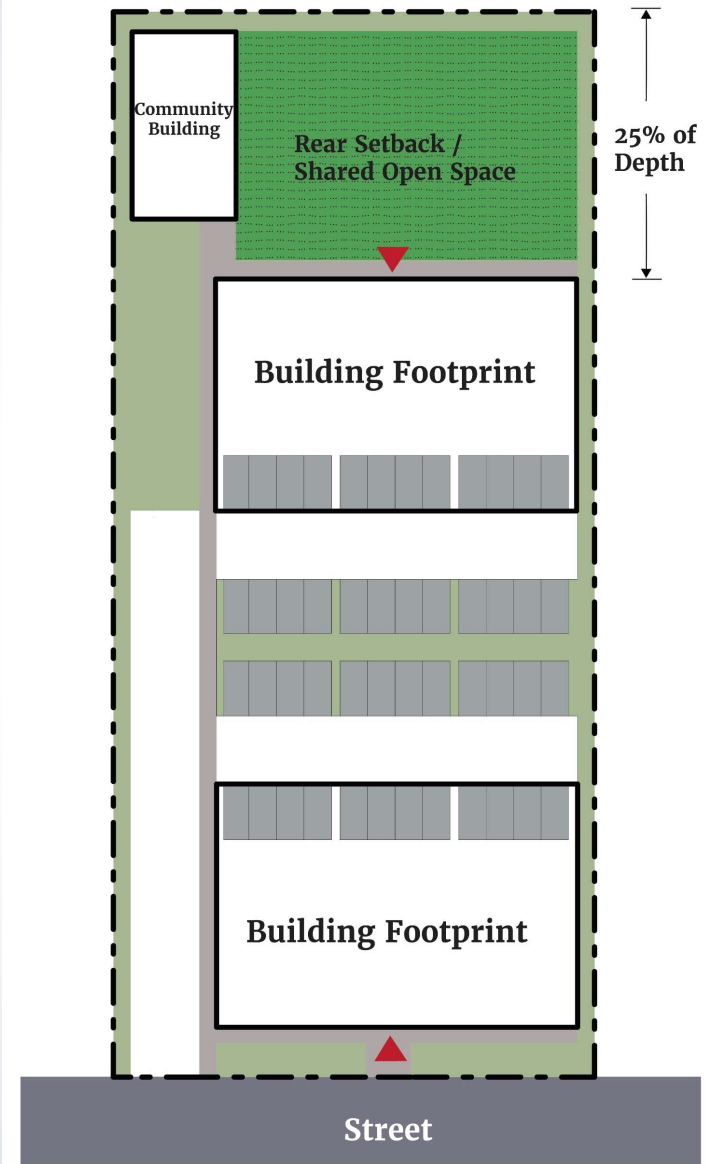 Community
Building
Rear Setback /
Shared Open Space
25% of
Depth
Building Footprint
Building Footprint
Street